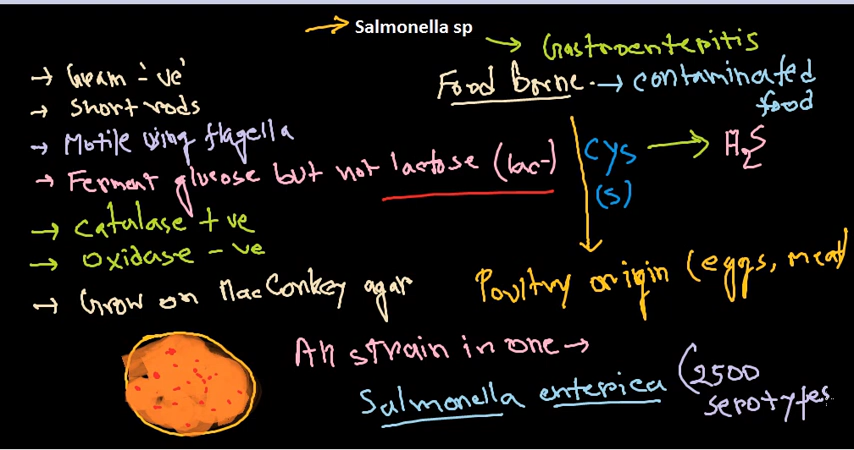 → Salmonella sp
→ Gram '-ve'
→ Short rods
→ Motile using flagella
→ Ferment glucose but not lactose (lac-)
→ Catalase +ve
→ Oxidase -ve
→ Grow on MacConkey agar
→ Gastroenteritis
Food borne. → contaminated
food
Cys → H2S
(S)
Poultry origin (eggs, meat)
All strain in one →
Salmonella enterica (2500
serotypes